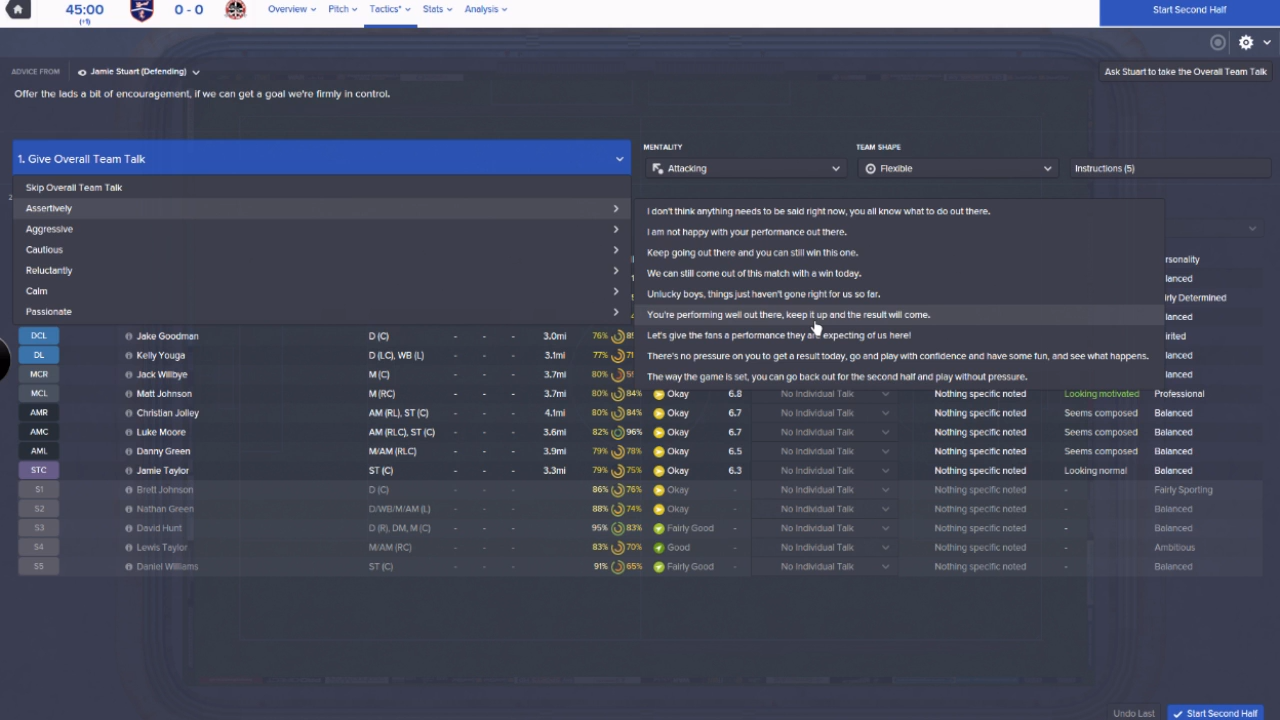 45:00 0 - 0 Overview Pitch Tactics* Stats Analysis Start Second Half
(+1)
ADVICE FROM Jamie Stuart (Defending) Ask Stuart to take the Overall Team Talk
Offer the lads a bit of encouragement, if we can get a goal we're firmly in control.
MENTALITY TEAM SHAPE
1. Give Overall Team Talk Attacking Flexible Instructions (5)
Skip Overall Team Talk
Assertively
Aggressive
Cautious
Reluctantly
Calm
Passionate
I don't think anything needs to be said right now, you all know what to do out there.
I am not happy with your performance out there.
Keep going out there and you can still win this one.
We can still come out of this match with a win today.
Unlucky boys, things just haven't gone right for us so far.
You're performing well out there, keep it up and the result will come.
Let's give the fans a performance they are expecting of us here!
There's no pressure on you to get a result today, go and play with confidence and have some fun, and see what happens.
The way the game is set, you can go back out for the second half and play without pressure.
DCL Jake Goodman D (C) - - - 3.0mi 76%
DL Kelly Youga D (LC), WB (L) - - - 3.1mi 77%
MCR Jack Willbye M (C) - - - 3.7mi 80%
MCL Matt Johnson M (RC) - - - 3.7mi 80% 84% Okay 6.8 No Individual Talk Nothing specific noted Looking motivated Professional
AMR Christian Jolley AM (RL), ST (C) - - - 4.1mi 80% 84% Okay 6.7 No Individual Talk Nothing specific noted Seems composed Balanced
AMC Luke Moore AM (RLC), ST (C) - - - 3.6mi 82% 96% Okay 6.7 No Individual Talk Nothing specific noted Seems composed Balanced
AML Danny Green M/AM (RLC) - - - 3.9mi 79% 78% Okay 6.5 No Individual Talk Nothing specific noted Seems composed Balanced
STC Jamie Taylor ST (C) - - - 3.3mi 79% 75% Okay 6.3 No Individual Talk Nothing specific noted Looking normal Balanced
S1 Brett Johnson D (C) - - - 86% 76% Okay - No Individual Talk Nothing specific noted - Fairly Sporting
S2 Nathan Green D/WB/M/AM (L) - - - 88% 74% Okay - No Individual Talk Nothing specific noted - Balanced
S3 David Hunt D (R), DM, M (C) - - - 95% 83% Fairly Good - No Individual Talk Nothing specific noted - Balanced
S4 Lewis Taylor M/AM (RC) - - - 83% 70% Good - No Individual Talk Nothing specific noted - Ambitious
S5 Daniel Williams ST (C) - - - 91% 65% Fairly Good - No Individual Talk Nothing specific noted - Balanced
Undo Last Start Second Half